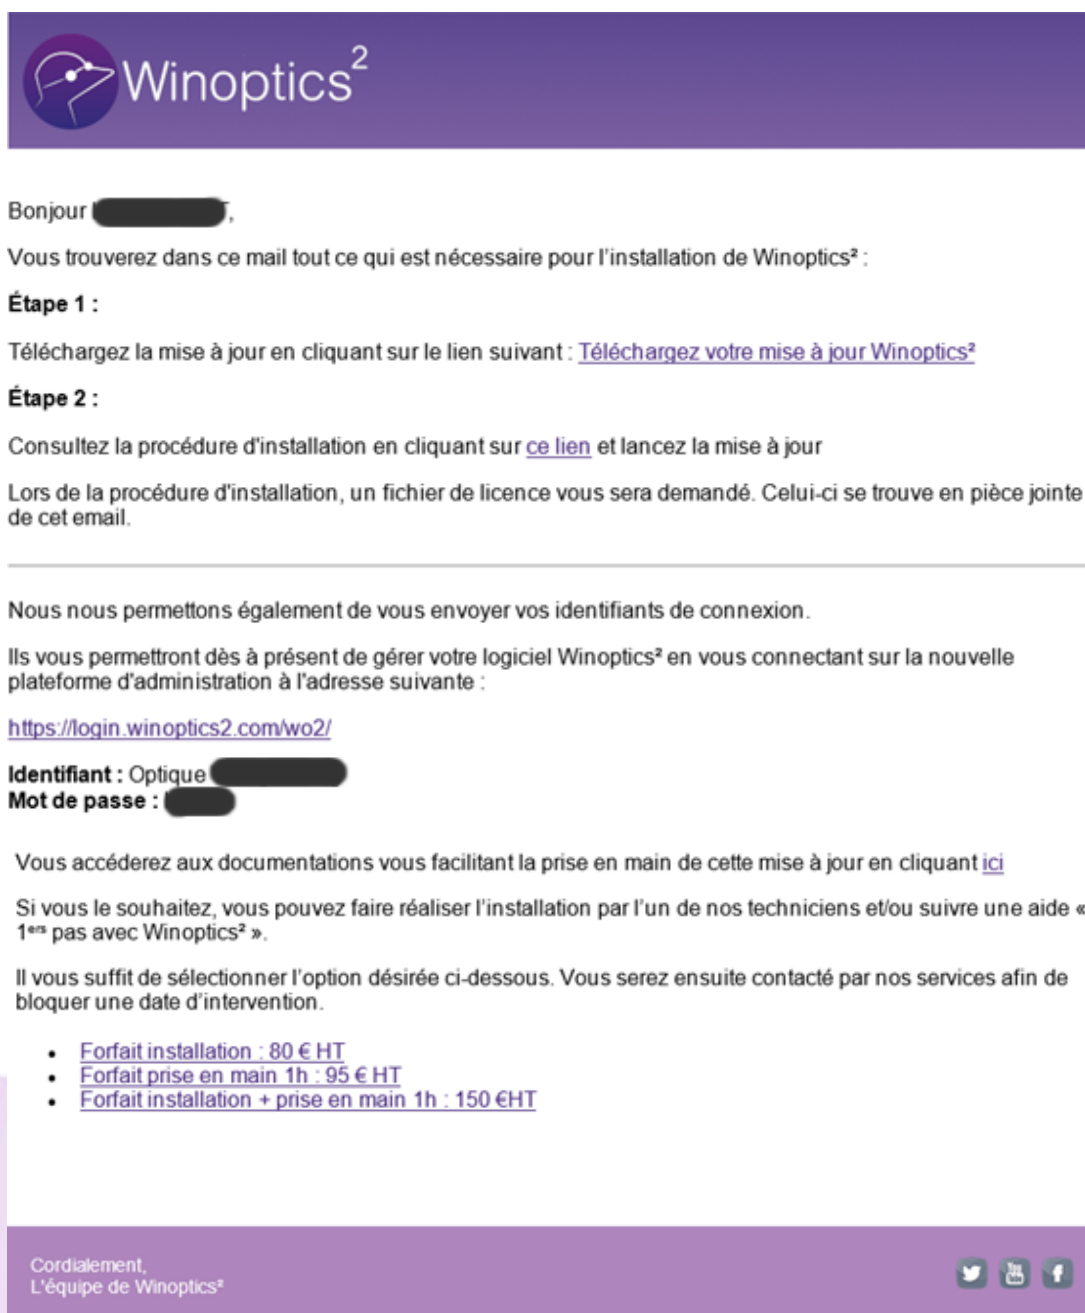 Winoptics²
Bonjour ,
Vous trouverez dans ce mail tout ce qui est nécessaire pour l'installation de Winoptics² :
Étape 1 :
Téléchargez la mise à jour en cliquant sur le lien suivant : Téléchargez votre mise à jour Winoptics²
Étape 2 :
Consultez la procédure d'installation en cliquant sur ce lien et lancez la mise à jour
Lors de la procédure d'installation, un fichier de licence vous sera demandé. Celui-ci se trouve en pièce jointe
de cet email.
Nous nous permettons également de vous envoyer vos identifiants de connexion.
Ils vous permettront dès à présent de gérer votre logiciel Winoptics² en vous connectant sur la nouvelle
plateforme d'administration à l'adresse suivante :
https://login.winoptics2.com/wo2/
Identifiant : Optique
Mot de passe :
Vous accéderez aux documentations vous facilitant la prise en main de cette mise à jour en cliquant ici
Si vous le souhaitez, vous pouvez faire réaliser l'installation par l'un de nos techniciens et/ou suivre une aide «
1ers pas avec Winoptics² ».
Il vous suffit de sélectionner l'option désirée ci-dessous. Vous serez ensuite contacté par nos services afin de
bloquer une date d'intervention.
• Forfait installation : 80 € HT
• Forfait prise en main 1h : 95 € HT
• Forfait installation + prise en main 1h : 150 €HT
Cordialement,
L'équipe de Winoptics²